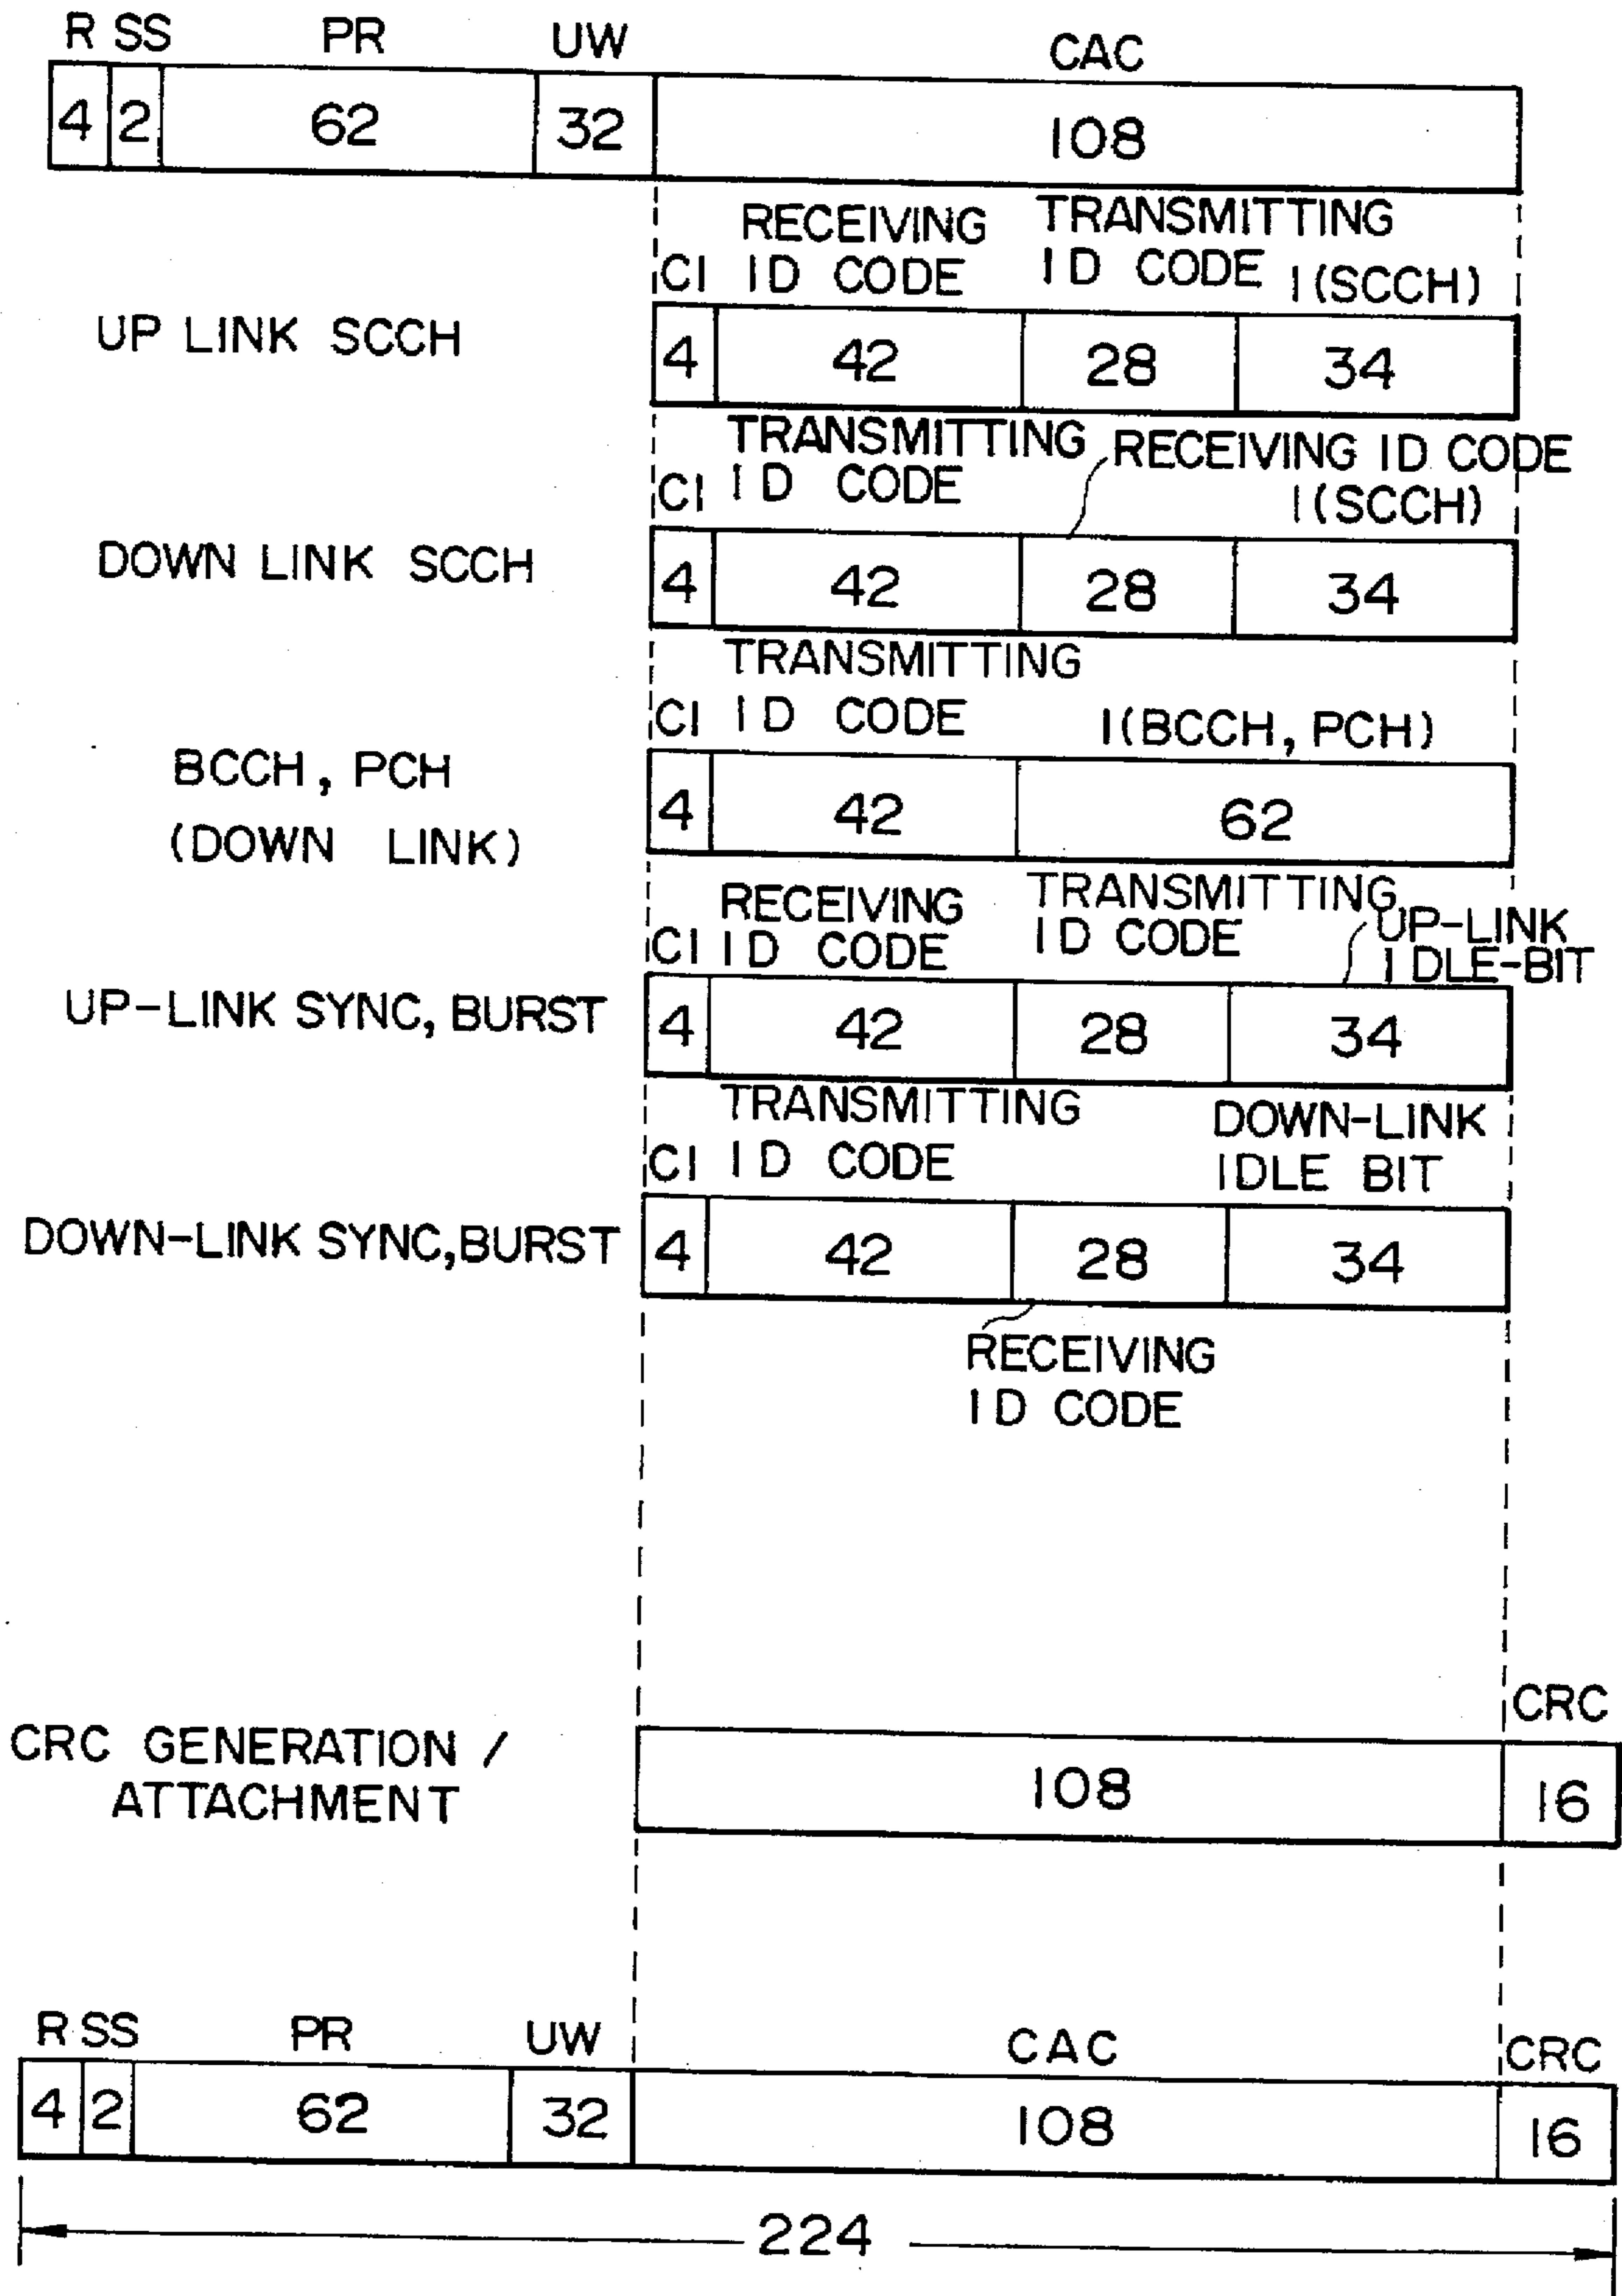 R SS PR UW CAC
4 2 62 32 108
RECEIVING TRANSMITTING
CI ID CODE ID CODE I(SCCH)
UP LINK SCCH 4 42 28 34
TRANSMITTING RECEIVING ID CODE
CI ID CODE I(SCCH)
DOWN LINK SCCH 4 42 28 34
TRANSMITTING
CI ID CODE I(BCCH, PCH)
BCCH, PCH
(DOWN LINK)
4 42 62
RECEIVING TRANSMITTING
CI ID CODE ID CODE UP-LINK
IDLE-BIT
UP-LINK SYNC, BURST 4 42 28 34
TRANSMITTING DOWN-LINK
CI ID CODE IDLE BIT
DOWN-LINK SYNC, BURST 4 42 28 34
RECEIVING
ID CODE
CRC
CRC GENERATION /
ATTACHMENT
108 16
R SS PR UW CAC CRC
4 2 62 32 108 16
224